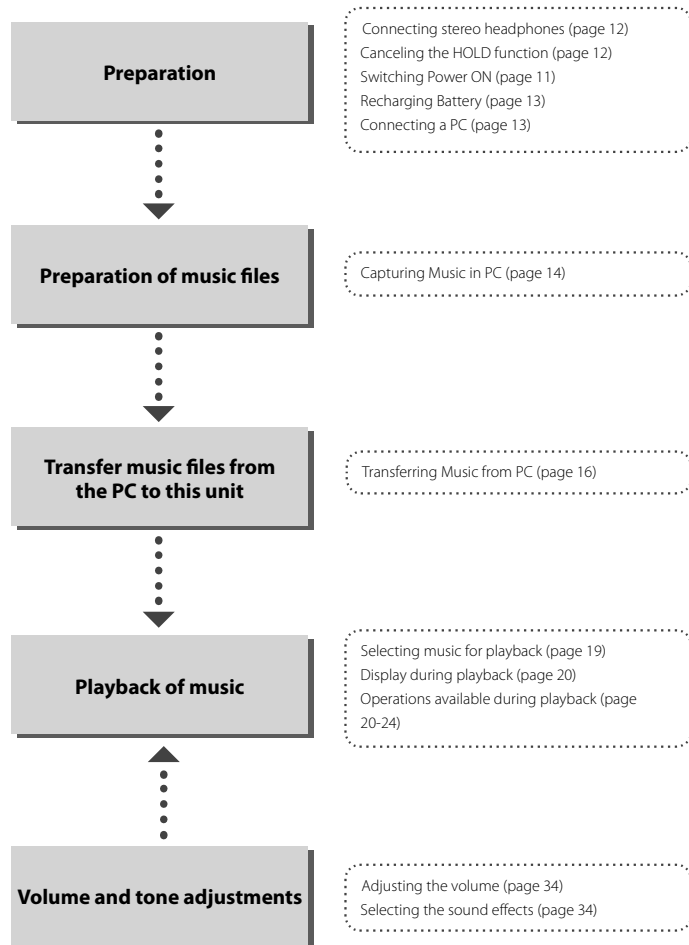 Preparation
Connecting stereo headphones (page 12)
Canceling the HOLD function (page 12)
Switching Power ON (page 11)
Recharging Battery (page 13)
Connecting a PC (page 13)
Preparation of music files
Capturing Music in PC (page 14)
Transfer music files from
the PC to this unit
Transferring Music from PC (page 16)
Playback of music
Selecting music for playback (page 19)
Display during playback (page 20)
Operations available during playback (page
20-24)
Volume and tone adjustments
Adjusting the volume (page 34)
Selecting the sound effects (page 34)